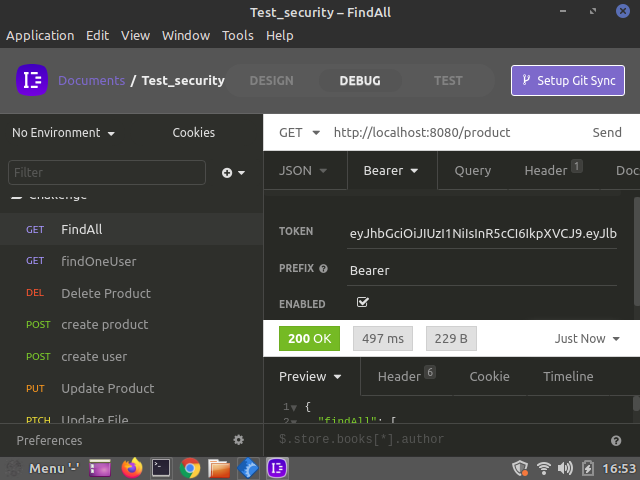 Test_security – FindAll
Application Edit View Window Tools Help
Documents / Test_security DESIGN DEBUG TEST Setup Git Sync
No Environment Cookies
GET http://localhost:8080/product Send
Filter
JSON Bearer Query Header 1 Docs
Challenge
GET FindAll
GET findOneUser
DEL Delete Product
POST create product
POST create user
PUT Update Product
PTCH Update File
TOKEN eyJhbGciOiJIUzI1NiIsInR5cCI6IkpXVCJ9.eyJlb
PREFIX Bearer
ENABLED
200 OK 497 ms 229 B Just Now
Preview Header 6 Cookie Timeline
1 {
2 "findAll": [
$.store.books[*].author
Preferences
Menu '-' 16:53